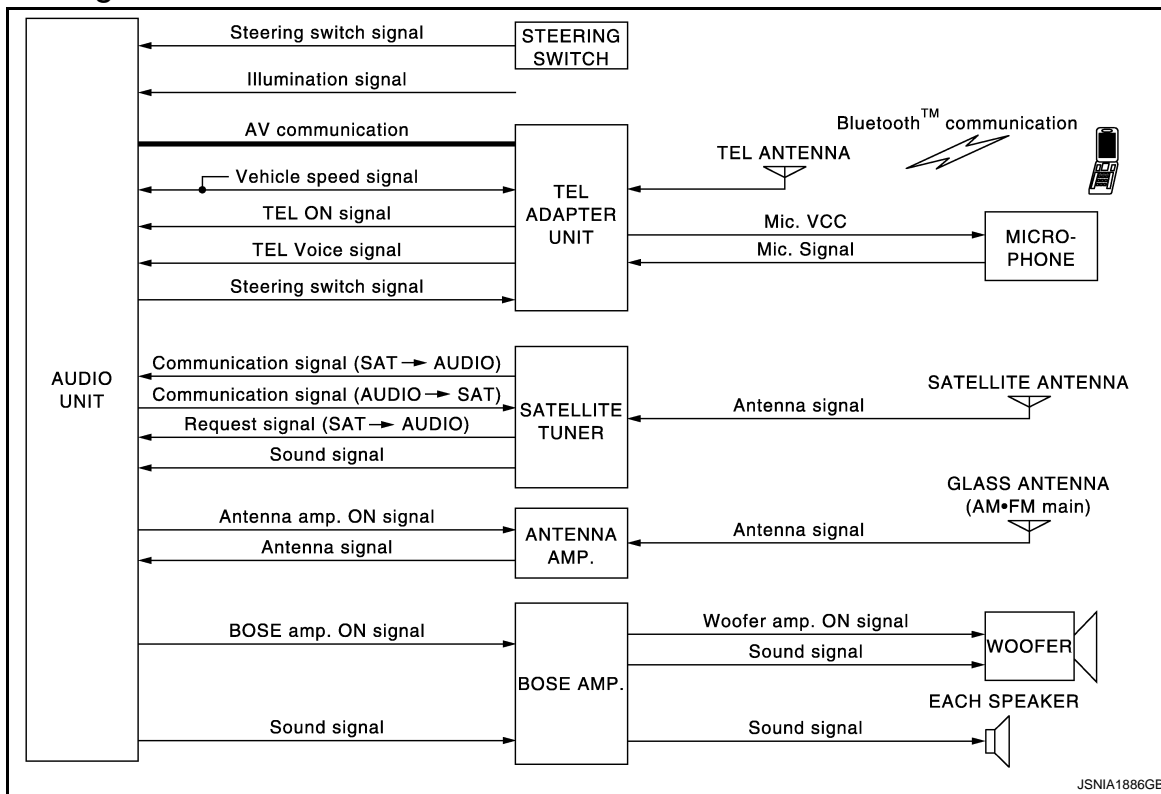 Steering switch signal
STEERING
SWITCH
Illumination signal
AV communication
Bluetooth™ communication
TEL ANTENNA
Vehicle speed signal
TEL
ADAPTER
UNIT
TEL ON signal
Mic. VCC
MICRO-
PHONE
TEL Voice signal
Mic. Signal
Steering switch signal
AUDIO
UNIT
Communication signal (SAT → AUDIO)
SATELLITE ANTENNA
Communication signal (AUDIO → SAT)
SATELLITE
TUNER
Antenna signal
Request signal (SAT → AUDIO)
Sound signal
GLASS ANTENNA
(AM•FM main)
Antenna amp. ON signal
ANTENNA
AMP.
Antenna signal
Antenna signal
BOSE amp. ON signal
Woofer amp. ON signal
WOOFER
Sound signal
BOSE AMP.
EACH SPEAKER
Sound signal
Sound signal
JSNIA1886GB